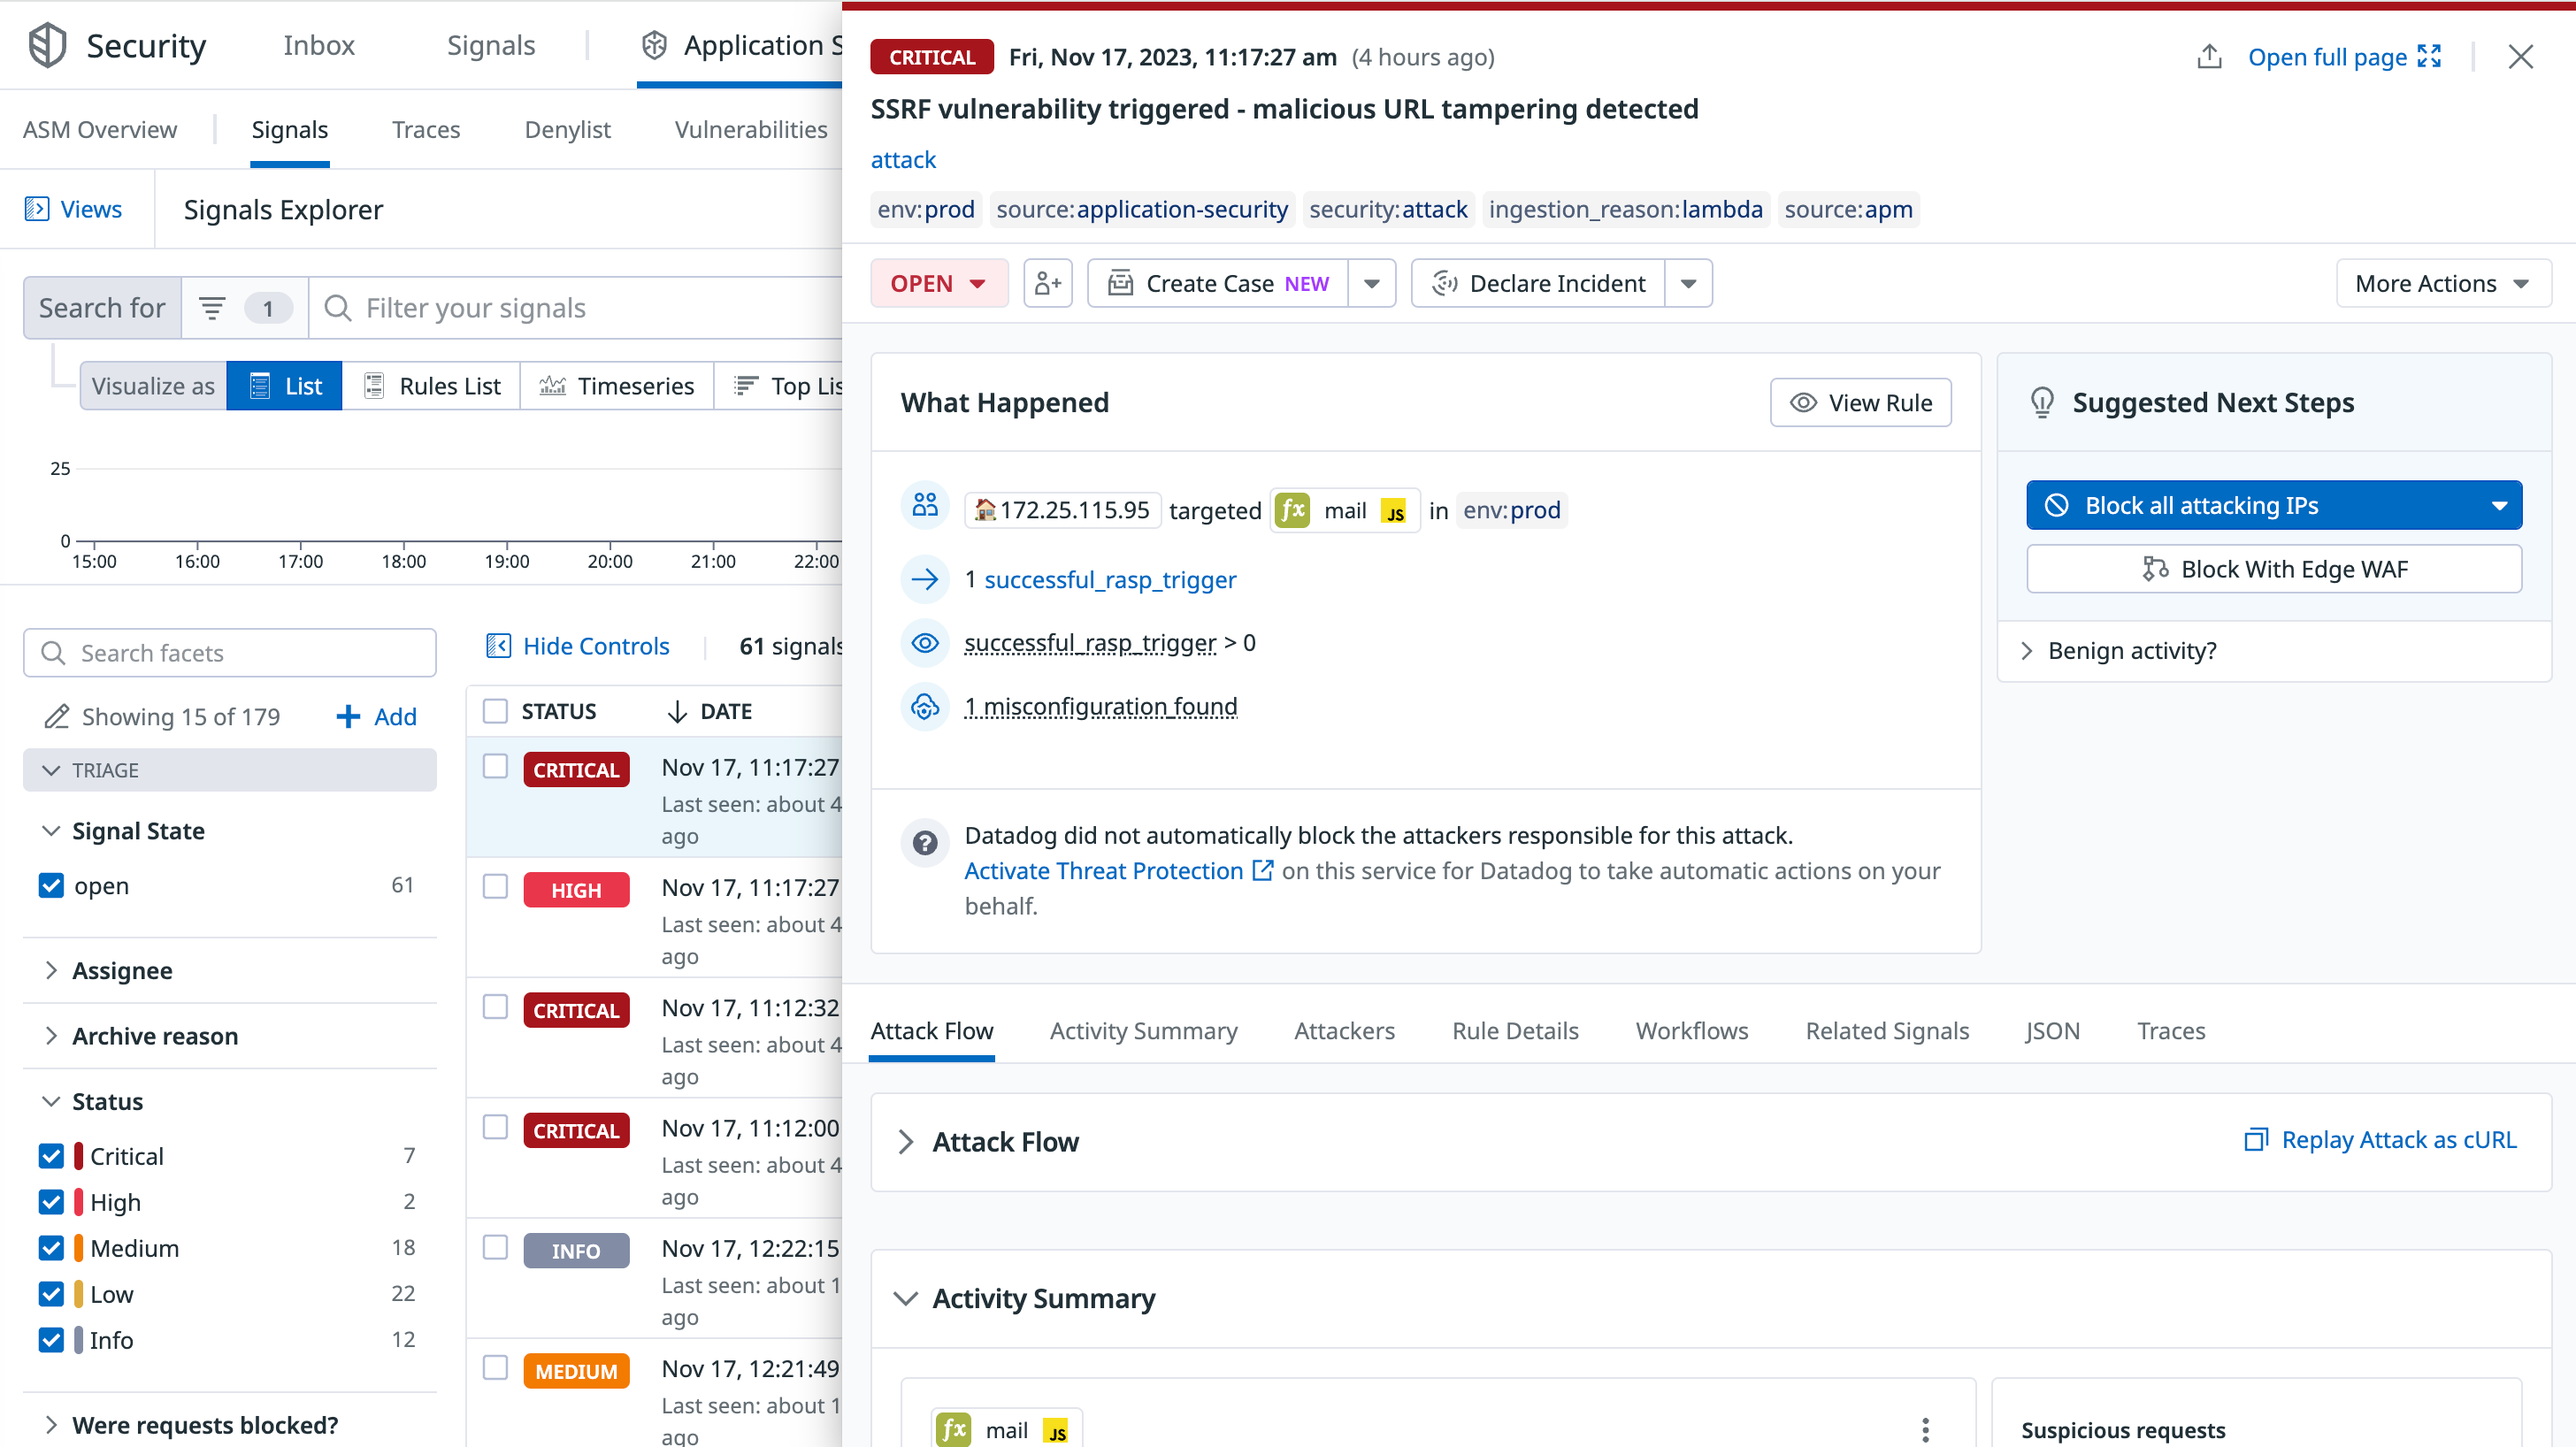 Security
Inbox
Signals
Application S
ASM Overview
Signals
Traces
Denylist
Vulnerabilities
Views
Signals Explorer
Search for
1
Filter your signals
Visualize as
List
Rules List
Timeseries
Top Lis
25
0
15:00 16:00 17:00 18:00 19:00 20:00 21:00 22:00
Search facets
Showing 15 of 179
Add
TRIAGE
Signal State
open 61
Assignee
Archive reason
Status
Critical 7
High 2
Medium 18
Low 22
Info 12
Were requests blocked?
Hide Controls
61 signals
STATUS DATE
CRITICAL Nov 17, 11:17:27
Last seen: about 4
ago
HIGH Nov 17, 11:17:27
Last seen: about 4
ago
CRITICAL Nov 17, 11:12:32
Last seen: about 4
ago
CRITICAL Nov 17, 11:12:00
Last seen: about 4
ago
INFO Nov 17, 12:22:15
Last seen: about 1
ago
MEDIUM Nov 17, 12:21:49
Last seen: about 1
ago
CRITICAL Fri, Nov 17, 2023, 11:17:27 am (4 hours ago)
Open full page
SSRF vulnerability triggered - malicious URL tampering detected
attack
env:prod source:application-security security:attack ingestion_reason:lambda source:apm
OPEN
Create Case NEW
Declare Incident
More Actions
What Happened
View Rule
172.25.115.95 targeted fx mail JS in env:prod
1 successful_rasp_trigger
successful_rasp_trigger > 0
1 misconfiguration found
? Datadog did not automatically block the attackers responsible for this attack.
Activate Threat Protection on this service for Datadog to take automatic actions on your
behalf.
Suggested Next Steps
Block all attacking IPs
Block With Edge WAF
Benign activity?
Attack Flow
Activity Summary
Attackers
Rule Details
Workflows
Related Signals
JSON
Traces
Attack Flow
Replay Attack as cURL
Activity Summary
fx mail JS
Suspicious requests